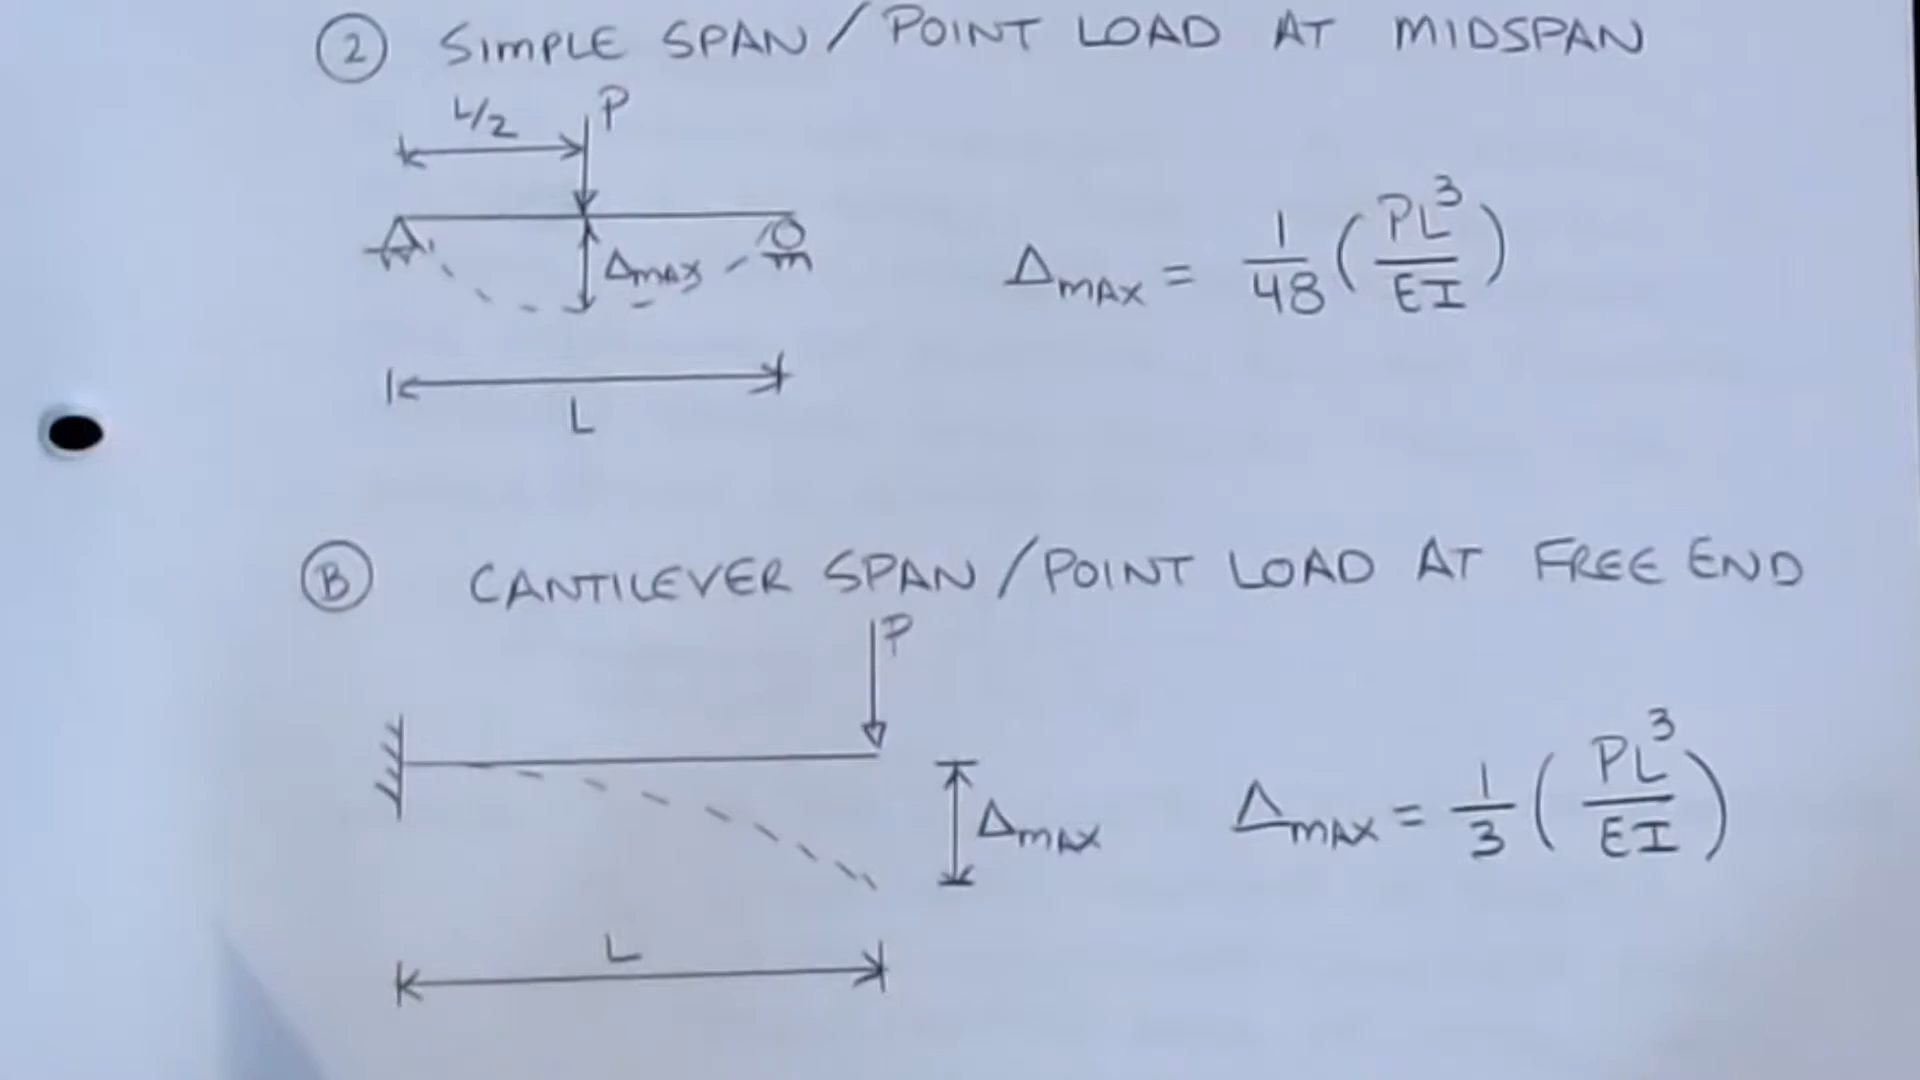 ② SIMPLE SPAN / POINT LOAD AT MIDSPAN
L/2
P
ΔMAX
ΔMAX = 1/48 (PL³/EI)
L
Ⓑ CANTILEVER SPAN / POINT LOAD AT FREE END
P
ΔMAX
ΔMAX = 1/3 (PL³/EI)
L